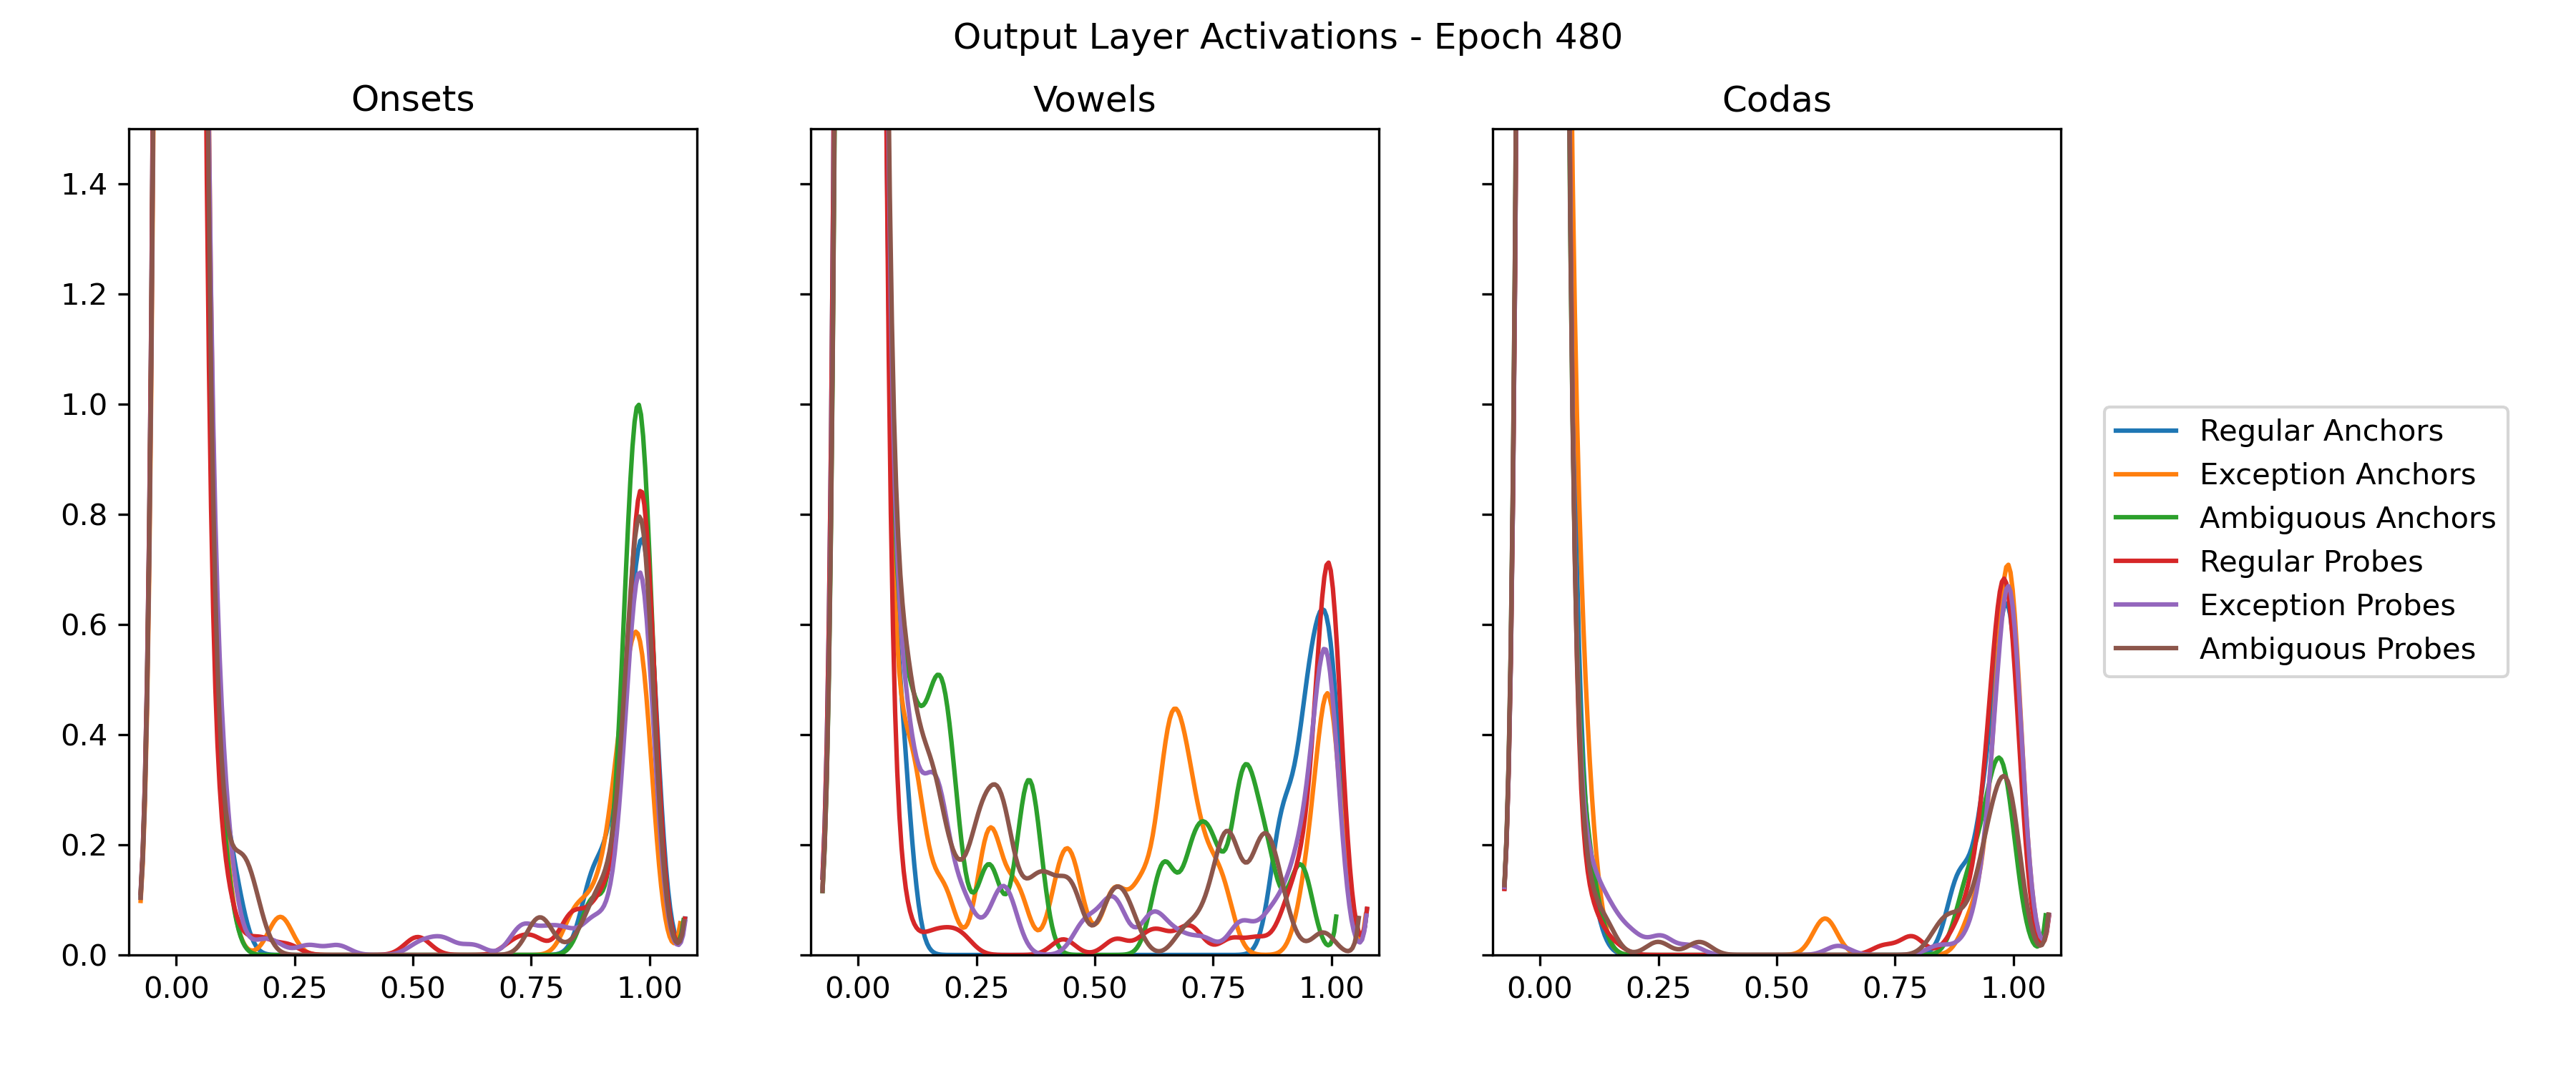 Output Layer Activations - Epoch 480
Onsets
Vowels
Codas
1.4
1.2
1.0
0.8
0.6
0.4
0.2
0.0
0.00 0.25 0.50 0.75 1.00
0.00 0.25 0.50 0.75 1.00
0.00 0.25 0.50 0.75 1.00
Regular Anchors
Exception Anchors
Ambiguous Anchors
Regular Probes
Exception Probes
Ambiguous Probes